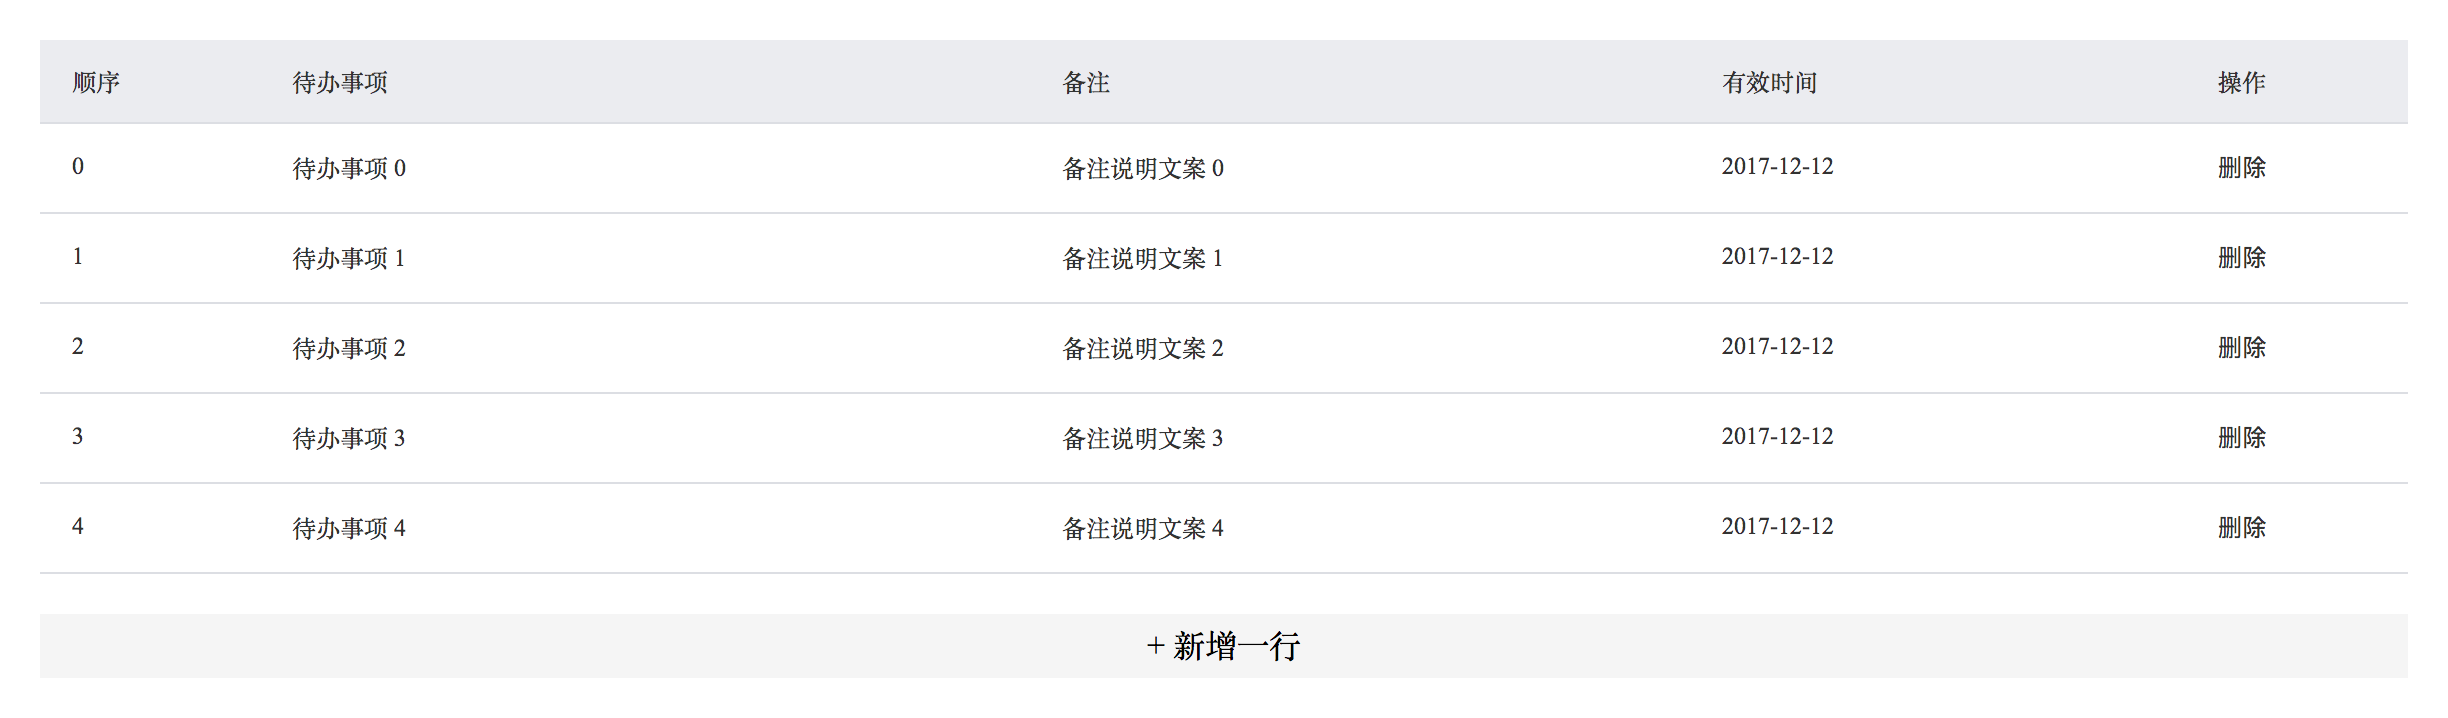 顺序 待办事项 备注 有效时间 操作
0 待办事项 0 备注说明文案 0 2017-12-12 删除
1 待办事项 1 备注说明文案 1 2017-12-12 删除
2 待办事项 2 备注说明文案 2 2017-12-12 删除
3 待办事项 3 备注说明文案 3 2017-12-12 删除
4 待办事项 4 备注说明文案 4 2017-12-12 删除
+ 新增一行